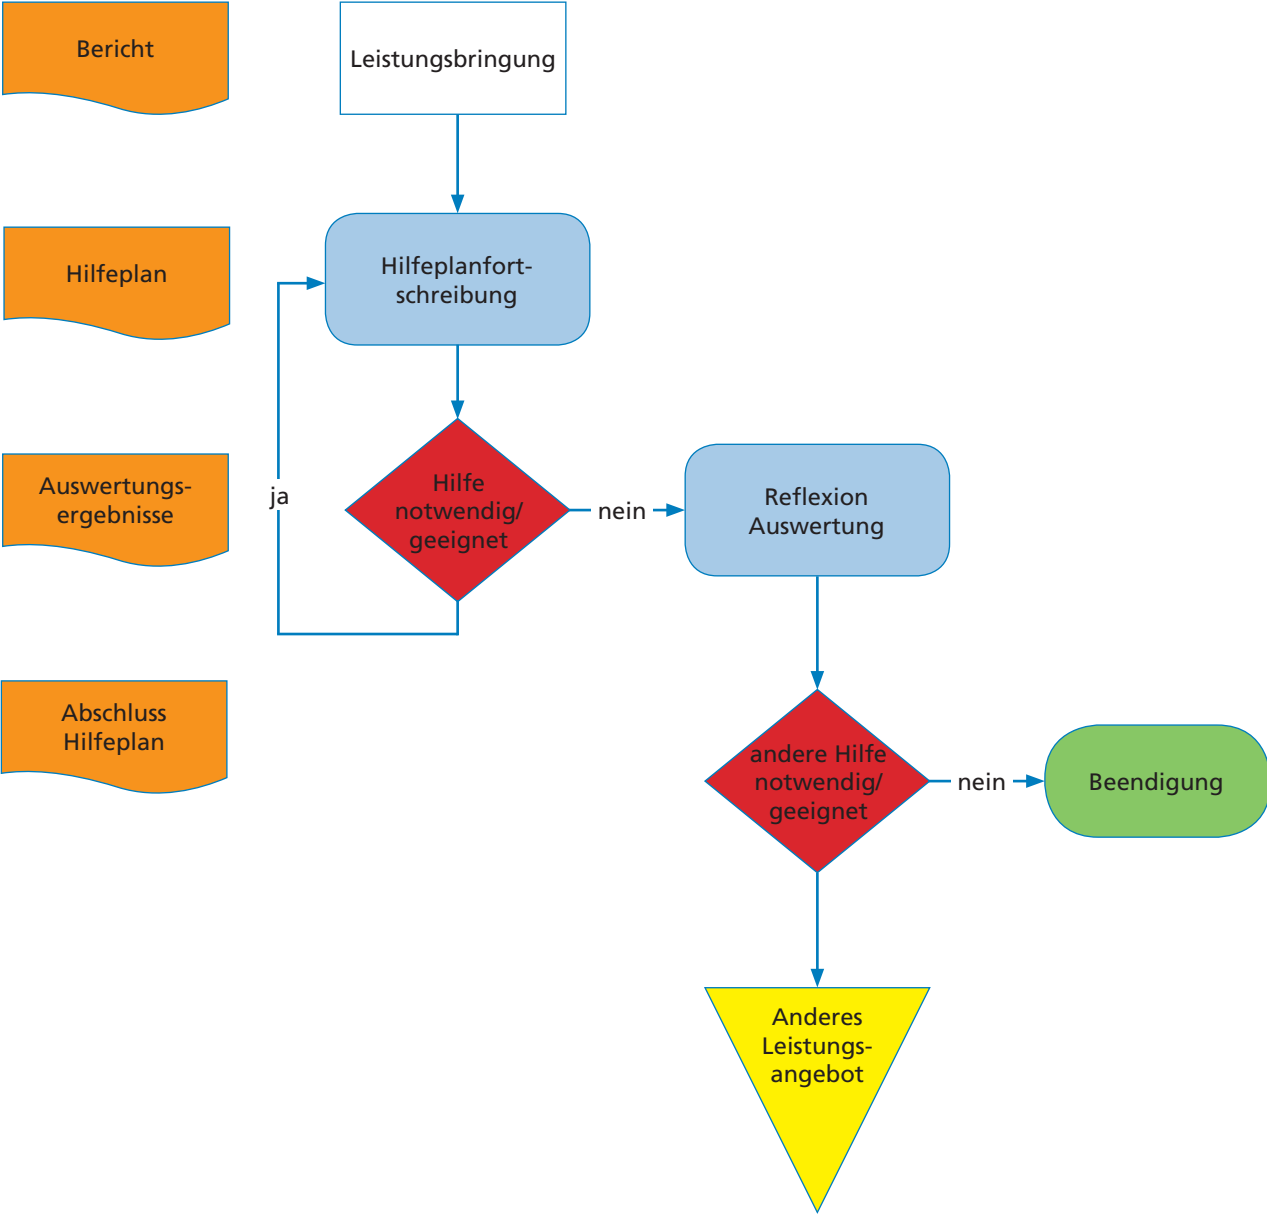 Bericht
Leistungsbringung
Hilfeplan
Hilfeplanfort-
schreibung
Auswertungs-
ergebnisse
ja
Hilfe
notwendig/
geeignet
nein
Reflexion
Auswertung
Abschluss
Hilfeplan
andere Hilfe
notwendig/
geeignet
nein
Beendigung
Anderes
Leistungs-
angebot